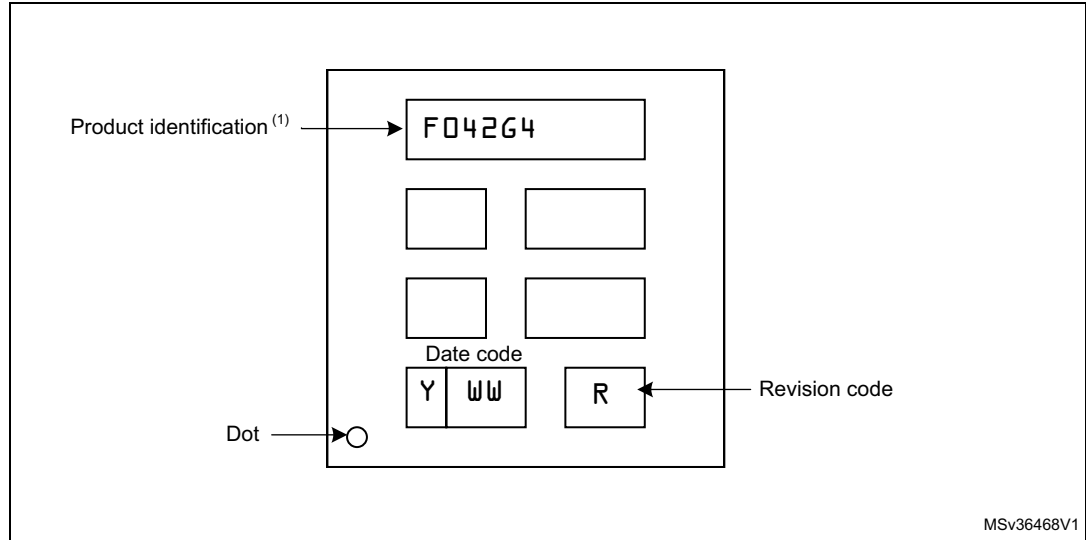 Product identification (1)
F042G4
Date code
Y WW
R
Revision code
Dot
MSv36468V1